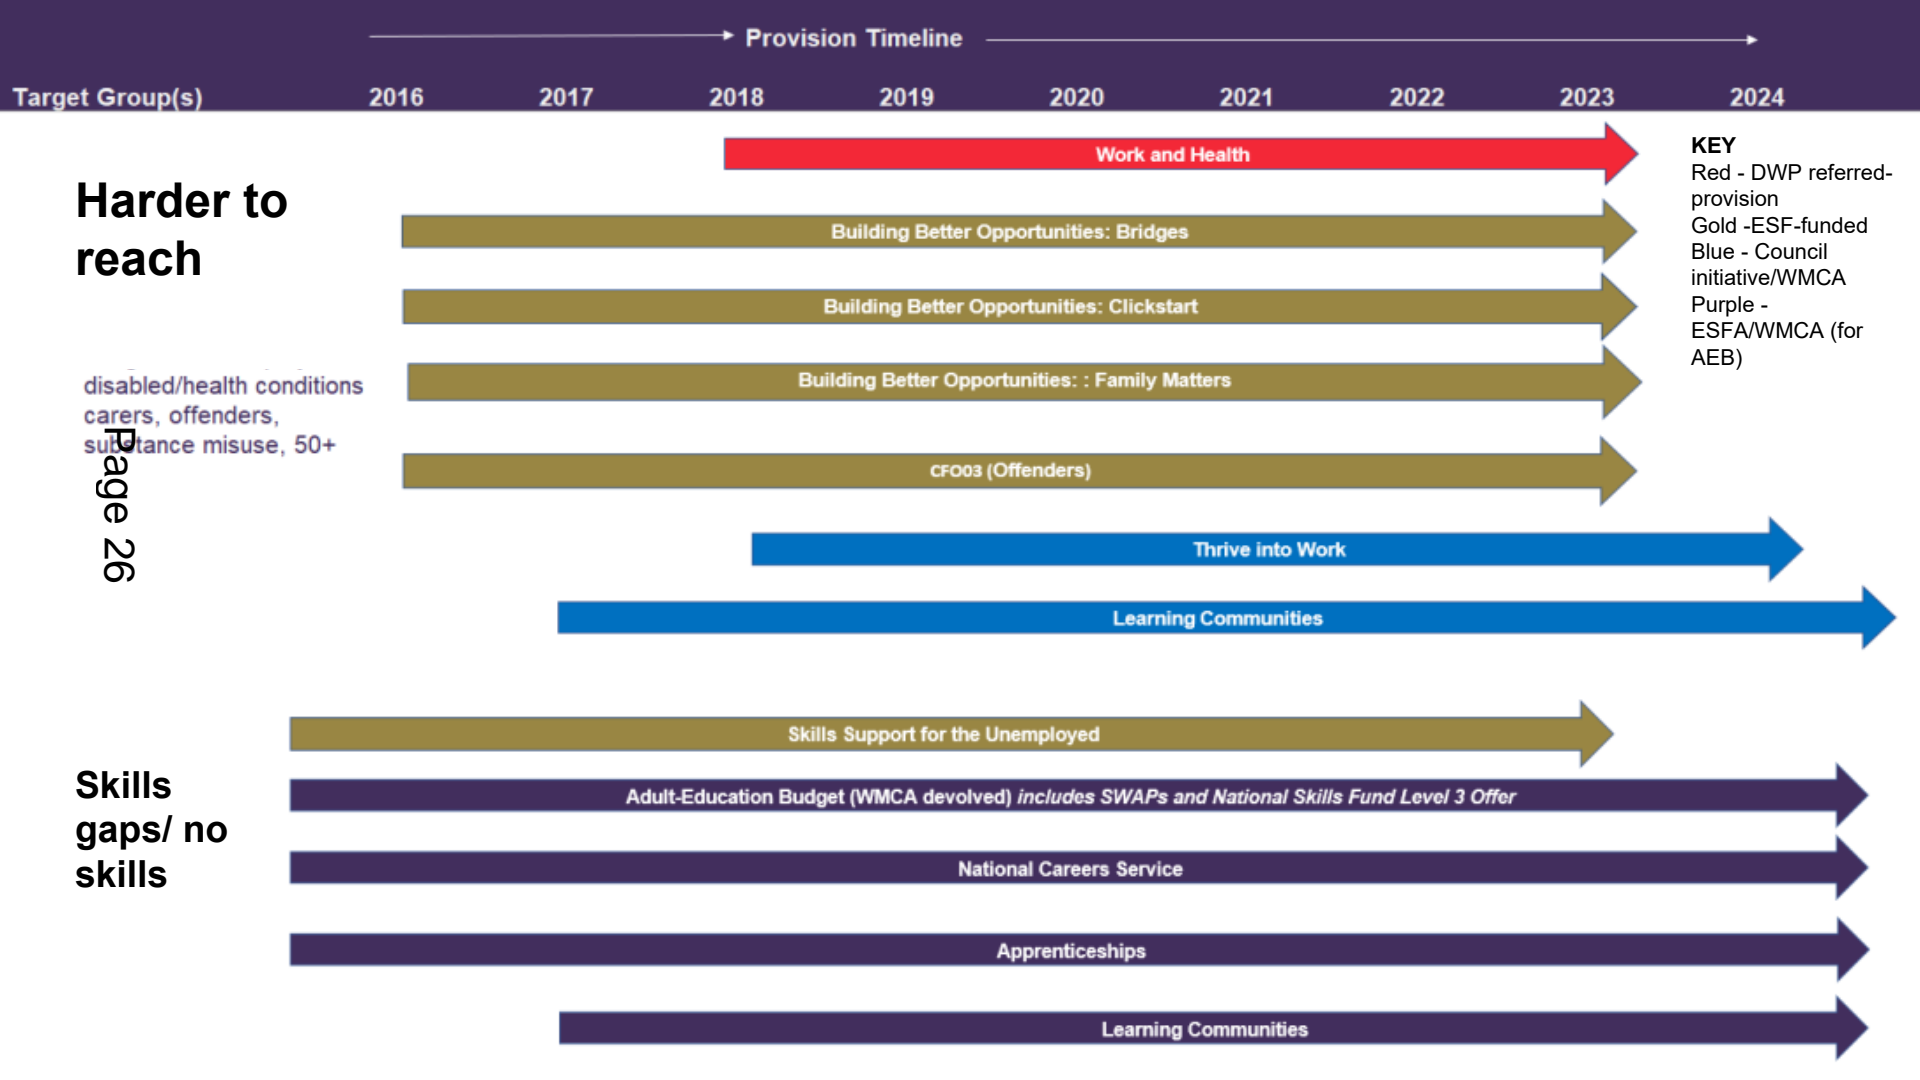 Provision Timeline
Target Group(s) 2016 2017 2018 2019 2020 2021 2022 2023 2024
Harder to
reach
disabled/health conditions
carers, offenders,
substance misuse, 50+
Page 26
Work and Health
Building Better Opportunities: Bridges
Building Better Opportunities: Clickstart
Building Better Opportunities: : Family Matters
CFO03 (Offenders)
Thrive into Work
Learning Communities
KEY
Red - DWP referred-
provision
Gold -ESF-funded
Blue - Council
initiative/WMCA
Purple -
ESFA/WMCA (for
AEB)
Skills
gaps/ no
skills
Skills Support for the Unemployed
Adult-Education Budget (WMCA devolved) includes SWAPs and National Skills Fund Level 3 Offer
National Careers Service
Apprenticeships
Learning Communities